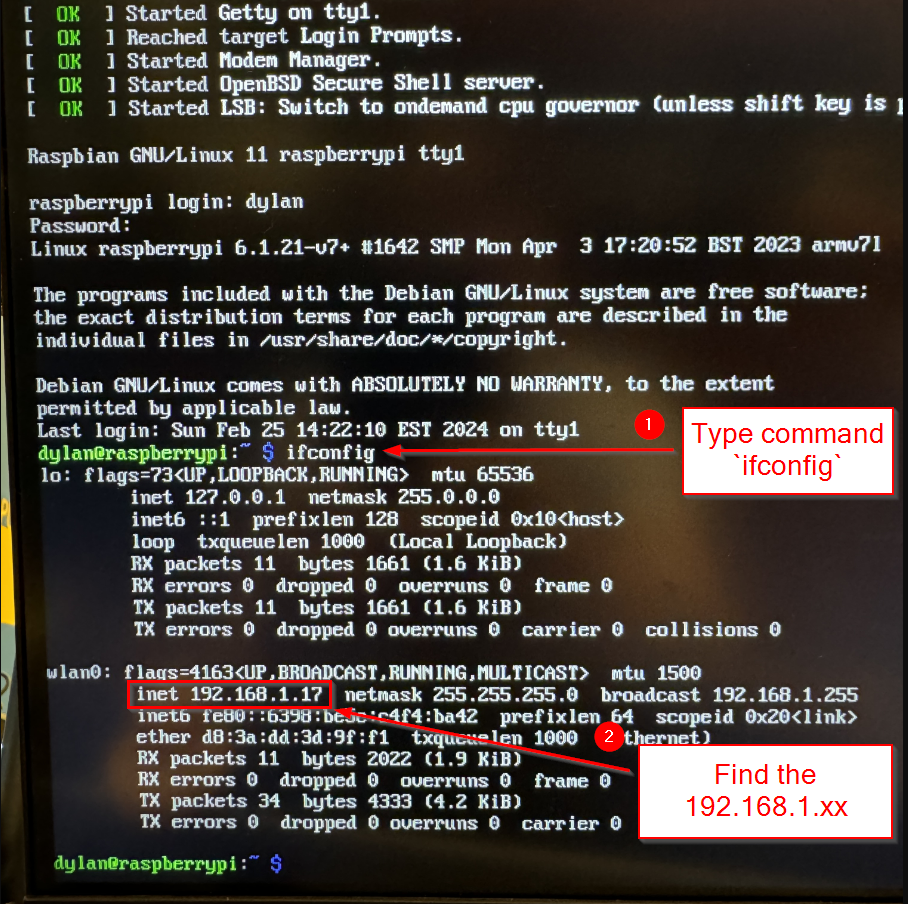 [  OK  ] Started Getty on tty1.
[  OK  ] Reached target Login Prompts.
[  OK  ] Started Modem Manager.
[  OK  ] Started OpenBSD Secure Shell server.
[  OK  ] Started LSB: Switch to ondemand cpu governor (unless shift key is
Raspbian GNU/Linux 11 raspberrypi tty1
raspberrypi login: dylan
Password:
Linux raspberrypi 6.1.21-v7+ #1642 SMP Mon Apr  3 17:20:52 BST 2023 armv7l
The programs included with the Debian GNU/Linux system are free software;
the exact distribution terms for each program are described in the
individual files in /usr/share/doc/*/copyright.
Debian GNU/Linux comes with ABSOLUTELY NO WARRANTY, to the extent
permitted by applicable law.
Last login: Sun Feb 25 14:22:10 EST 2024 on tty1
dylan@raspberrypi:~ $ ifconfig
1
Type command
`ifconfig`
lo: flags=73<UP,LOOPBACK,RUNNING>  mtu 65536
inet 127.0.0.1  netmask 255.0.0.0
inet6 ::1  prefixlen 128  scopeid 0x10<host>
loop  txqueuelen 1000  (Local Loopback)
RX packets 11  bytes 1661 (1.6 KiB)
RX errors 0  dropped 0  overruns 0  frame 0
TX packets 11  bytes 1661 (1.6 KiB)
TX errors 0  dropped 0 overruns 0  carrier 0  collisions 0
wlan0: flags=4163<UP,BROADCAST,RUNNING,MULTICAST>  mtu 1500
inet 192.168.1.17  netmask 255.255.255.0  broadcast 192.168.1.255
inet6 prefixlen 64  scopeid 0x20<link>
ether d8:3a:dd:3d:9f:f1  txqueuelen 1000  thernet)
2
RX packets 11  bytes 2022 (1.9 KiB)
RX errors 0  dropped 0  overruns 0  frame 0
TX packets 34  bytes 4333 (4.2 KiB)
TX errors 0  dropped 0 overruns 0  carrier 0
Find the
192.168.1.xx
dylan@raspberrypi:~ $